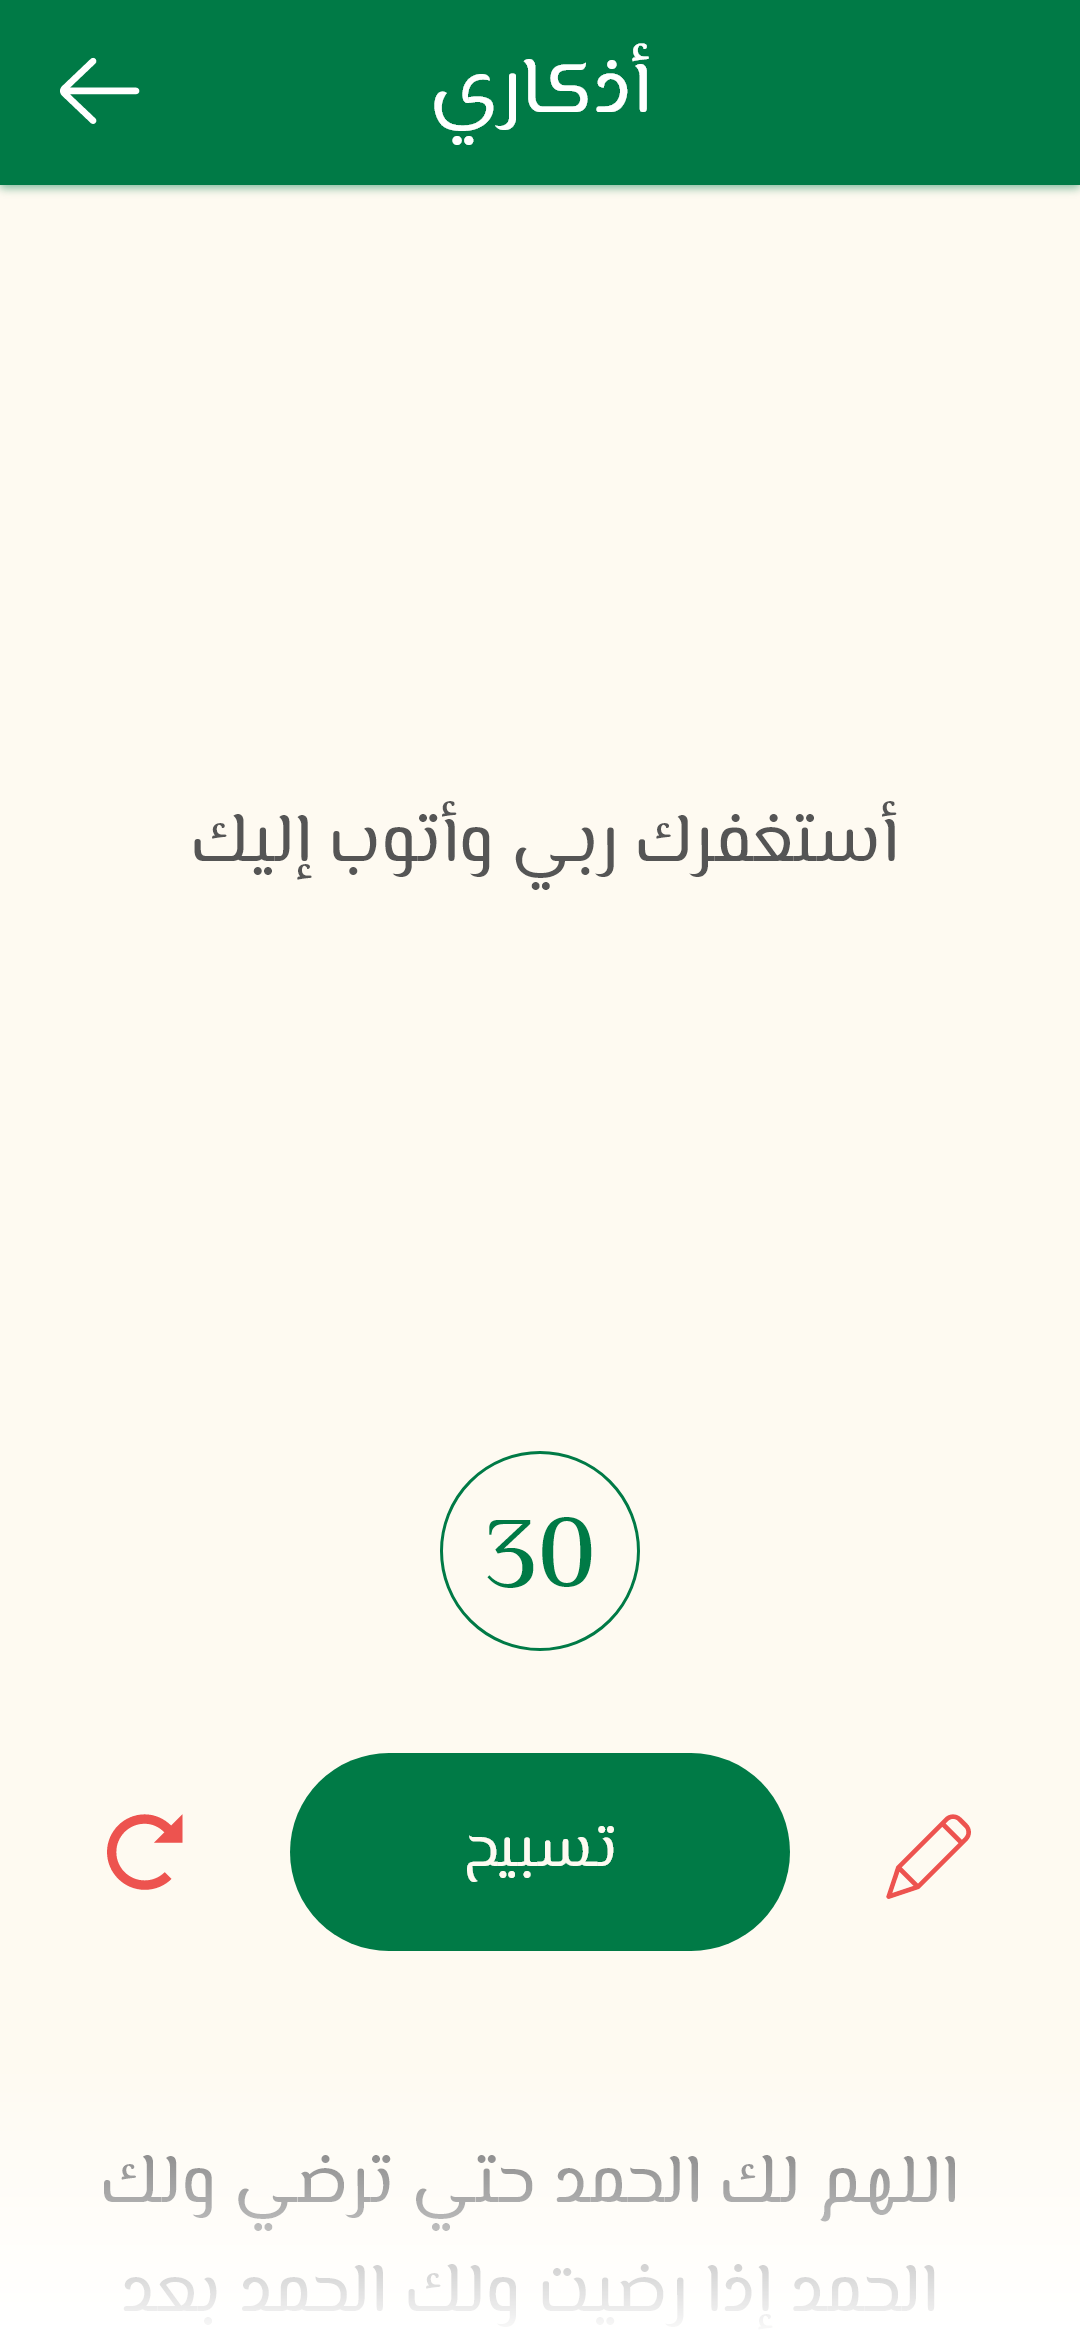 أذكاري
أستغفرك ربي وأتوب إليك
30
تسبيح
اللهم لك الحمد حتي ترضي ولك
الحمد إذا رضيت ولك الحمد بعد